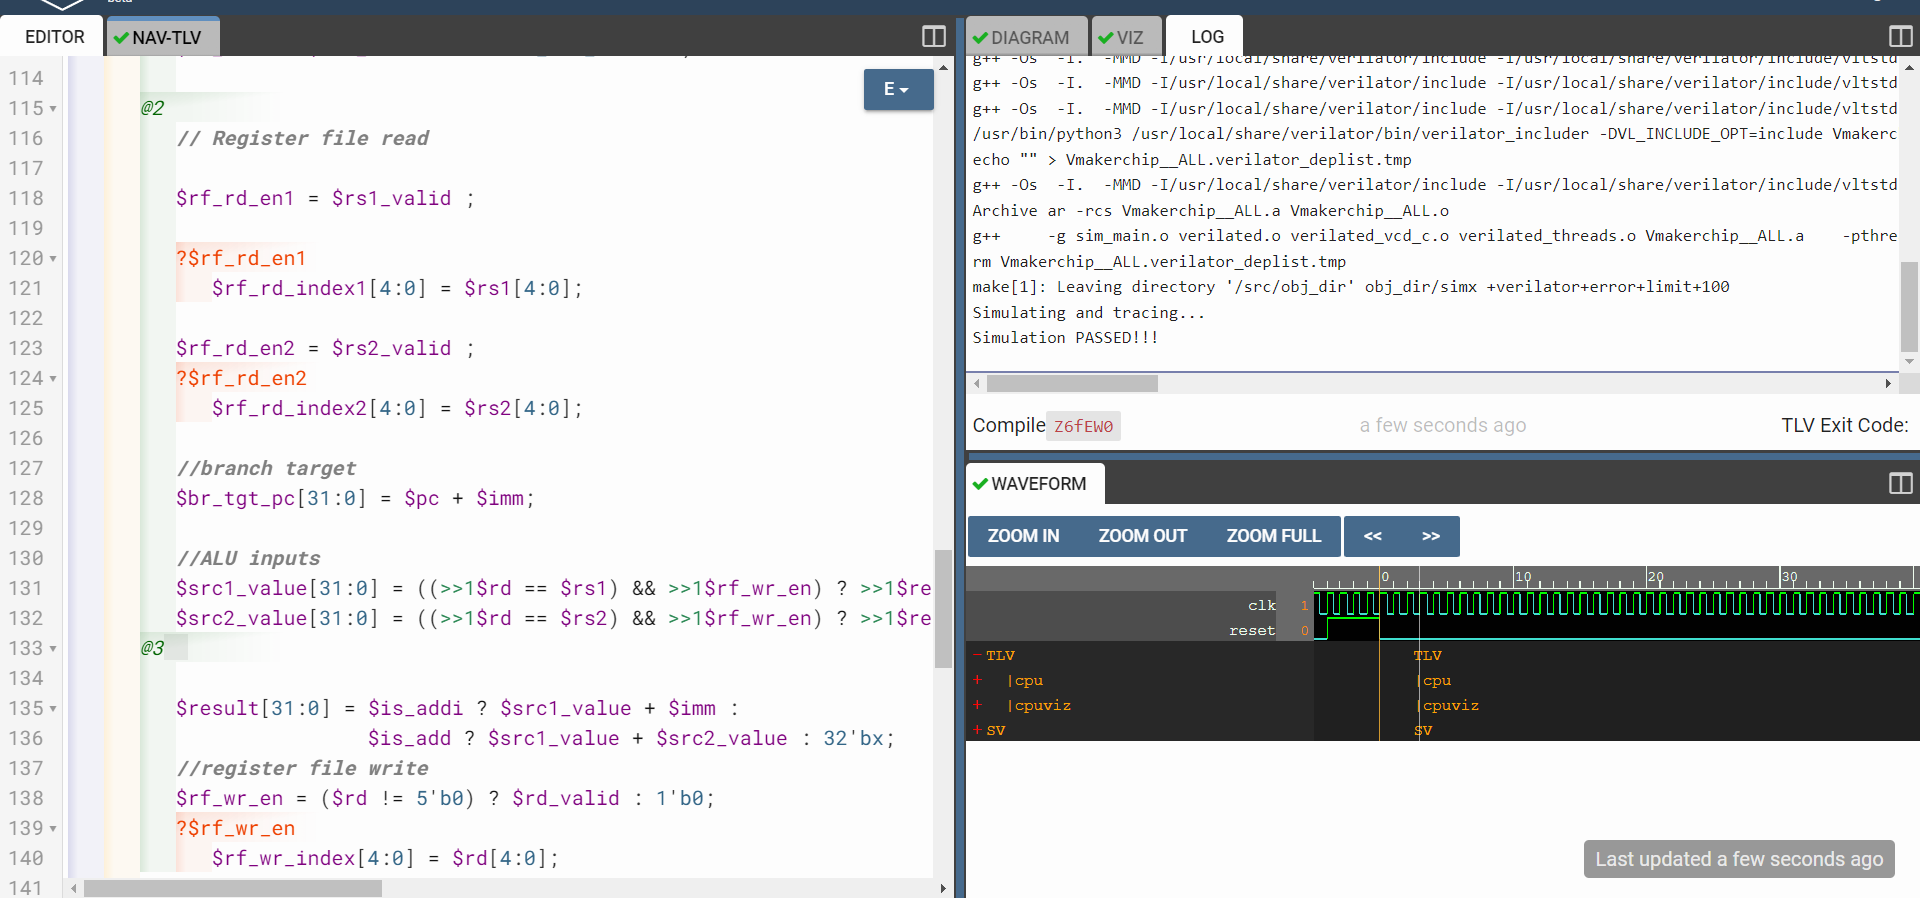 beta
EDITOR
NAV-TLV
E
114
115 @2
116 // Register file read
117
118 $rf_rd_en1 = $rs1_valid ;
119
120 ?$rf_rd_en1
121 $rf_rd_index1[4:0] = $rs1[4:0];
122
123 $rf_rd_en2 = $rs2_valid ;
124 ?$rf_rd_en2
125 $rf_rd_index2[4:0] = $rs2[4:0];
126
127 //branch target
128 $br_tgt_pc[31:0] = $pc + $imm;
129
130 //ALU inputs
131 $src1_value[31:0] = ((>>1$rd == $rs1) && >>1$rf_wr_en) ? >>1$re
132 $src2_value[31:0] = ((>>1$rd == $rs2) && >>1$rf_wr_en) ? >>1$re
133 @3
134
135 $result[31:0] = $is_addi ? $src1_value + $imm :
136 $is_add ? $src1_value + $src2_value : 32'bx;
137 //register file write
138 $rf_wr_en = ($rd != 5'b0) ? $rd_valid : 1'b0;
139 ?$rf_wr_en
140 $rf_wr_index[4:0] = $rd[4:0];
141
DIAGRAM
VIZ
LOG
g++ -Os -I. -MMD -I/usr/local/share/verilator/include -I/usr/local/share/verilator/include/vltstd
g++ -Os -I. -MMD -I/usr/local/share/verilator/include -I/usr/local/share/verilator/include/vltstd
g++ -Os -I. -MMD -I/usr/local/share/verilator/include -I/usr/local/share/verilator/include/vltstd
/usr/bin/python3 /usr/local/share/verilator/bin/verilator_includer -DVL_INCLUDE_OPT=include Vmakerc
echo "" > Vmakerchip__ALL.verilator_deplist.tmp
g++ -Os -I. -MMD -I/usr/local/share/verilator/include -I/usr/local/share/verilator/include/vltstd
Archive ar -rcs Vmakerchip__ALL.a Vmakerchip__ALL.o
g++ -g sim_main.o verilated.o verilated_vcd_c.o verilated_threads.o Vmakerchip__ALL.a -pthre
rm Vmakerchip__ALL.verilator_deplist.tmp
make[1]: Leaving directory '/src/obj_dir' obj_dir/simx +verilator+error+limit+100
Simulating and tracing...
Simulation PASSED!!!
Compile Z6fEW0 a few seconds ago TLV Exit Code:
WAVEFORM
ZOOM IN ZOOM OUT ZOOM FULL << >>
0 10 20 30
clk 1
reset 0
- TLV TLV
+ |cpu |cpu
+ |cpuviz |cpuviz
+ SV SV
Last updated a few seconds ago